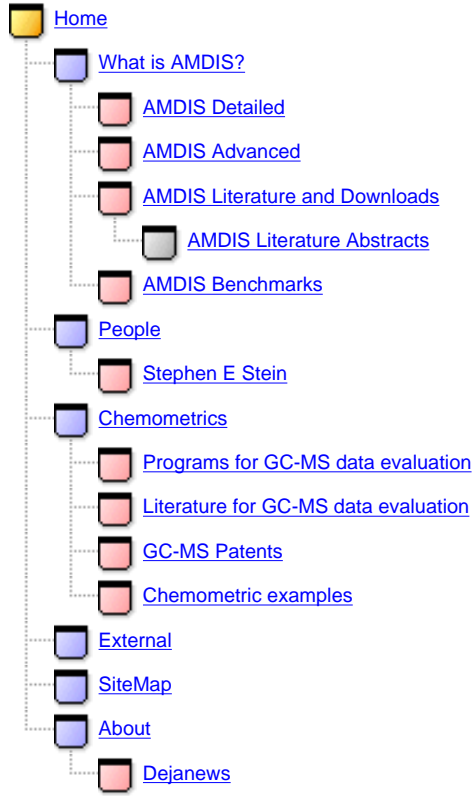 Home
What is AMDIS?
AMDIS Detailed
AMDIS Advanced
AMDIS Literature and Downloads
AMDIS Literature Abstracts
AMDIS Benchmarks
People
Stephen E Stein
Chemometrics
Programs for GC-MS data evaluation
Literature for GC-MS data evaluation
GC-MS Patents
Chemometric examples
External
SiteMap
About
Dejanews